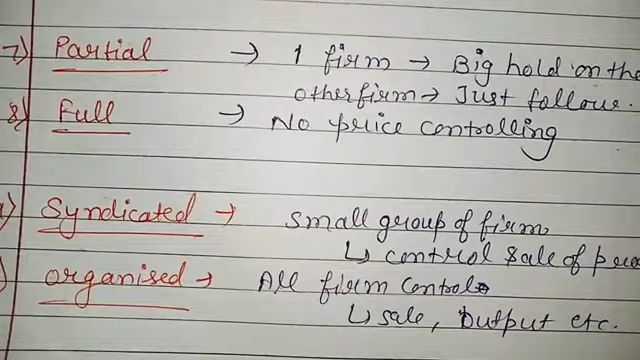 7) Partial → 1 firm → Big hold on the
other firm → Just follows.
8) Full → No price controlling
Syndicated → Small group of firm
↳ control sale of
Organised → All firm control
↳ sale, output etc.